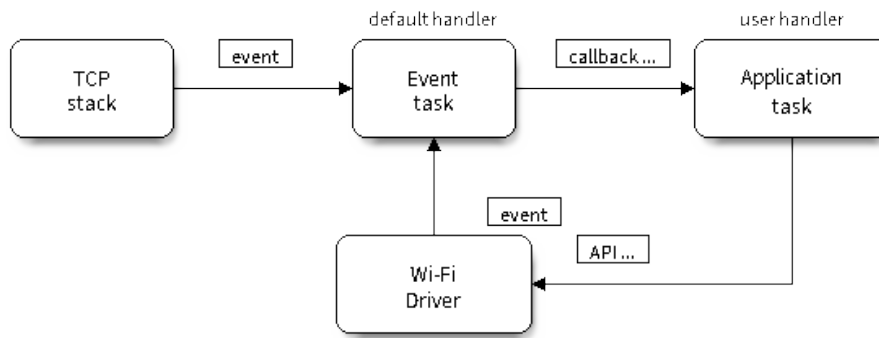 default handler
user handler
event
callback ...
TCP
stack
Event
task
Application
task
event
API ...
Wi-Fi
Driver